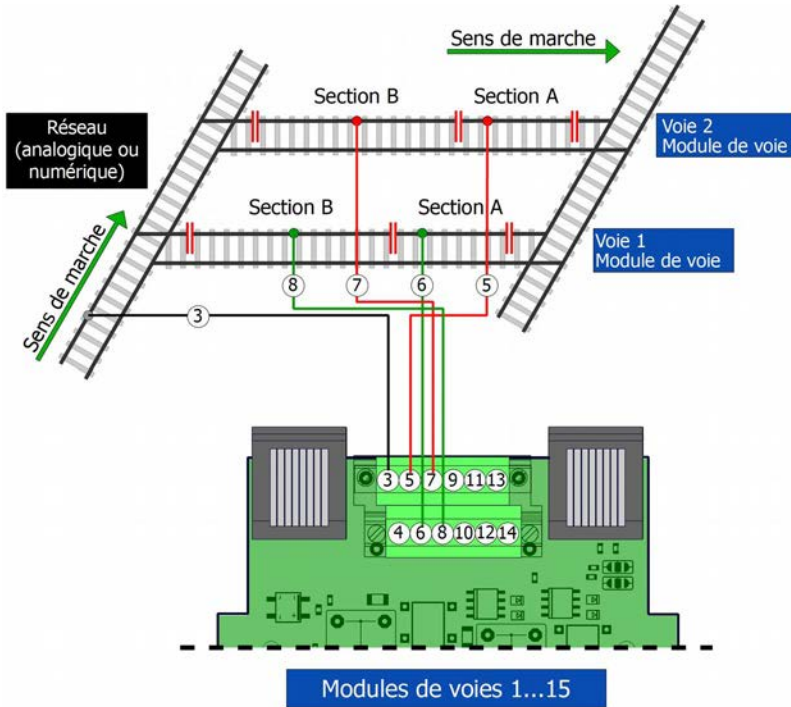 Sens de marche
Section B
Section A
Réseau
(analogique ou
numérique)
Voie 2
Module de voie
Section B
Section A
Voie 1
Module de voie
Sens de marche
8
7
6
5
3
3 5 7 9 11 13
4 6 8 10 12 14
Modules de voies 1...15